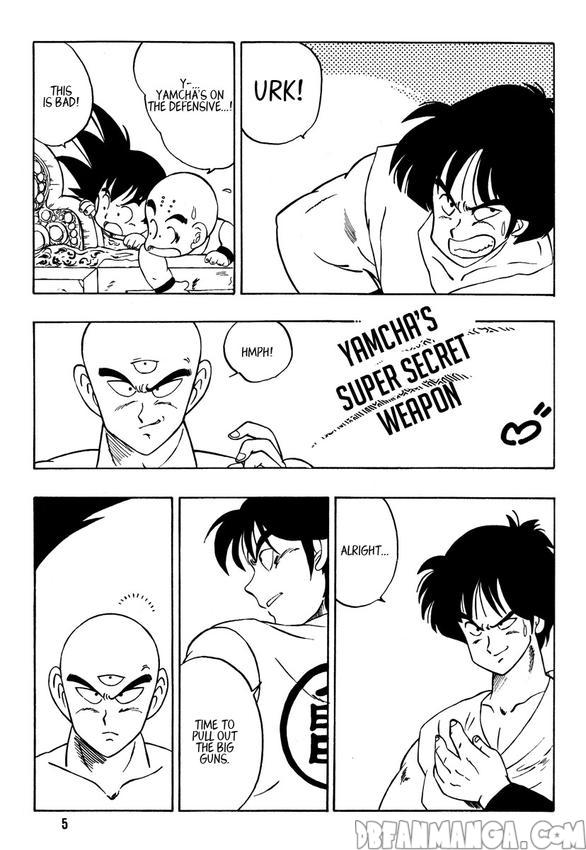 URK!
Y-
YAMCHA'S ON
THE DEFENSIVE...!
THIS
IS BAD!
YAMCHA'S
SUPER SECRET
WEAPON
HMPH!
ALRIGHT...
TIME TO
PULL OUT
THE BIG
GUNS.
5
DBFANMANGA.COM